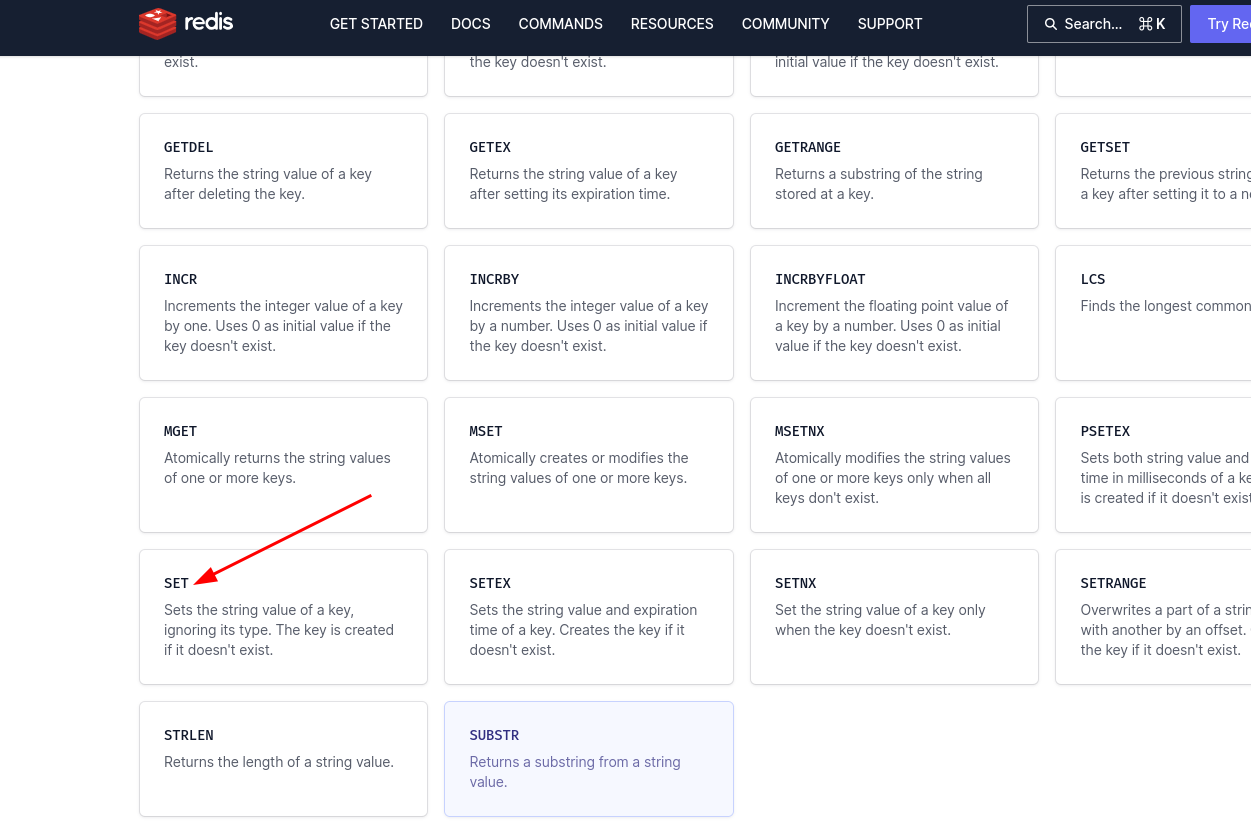 redis
GET STARTED
DOCS
COMMANDS
RESOURCES
COMMUNITY
SUPPORT
Search...
⌘ K
Try Re
exist.
the key doesn't exist.
initial value if the key doesn't exist.
GETDEL
Returns the string value of a key
after deleting the key.
GETEX
Returns the string value of a key
after setting its expiration time.
GETRANGE
Returns a substring of the string
stored at a key.
GETSET
Returns the previous string
a key after setting it to a n
INCR
Increments the integer value of a key
by one. Uses 0 as initial value if the
key doesn't exist.
INCRBY
Increments the integer value of a key
by a number. Uses 0 as initial value if
the key doesn't exist.
INCRBYFLOAT
Increment the floating point value of
a key by a number. Uses 0 as initial
value if the key doesn't exist.
LCS
Finds the longest common
MGET
Atomically returns the string values
of one or more keys.
MSET
Atomically creates or modifies the
string values of one or more keys.
MSETNX
Atomically modifies the string values
of one or more keys only when all
keys don't exist.
PSETEX
Sets both string value and
time in milliseconds of a ke
is created if it doesn't exist
SET
Sets the string value of a key,
ignoring its type. The key is created
if it doesn't exist.
SETEX
Sets the string value and expiration
time of a key. Creates the key if it
doesn't exist.
SETNX
Set the string value of a key only
when the key doesn't exist.
SETRANGE
Overwrites a part of a strin
with another by an offset.
the key if it doesn't exist.
STRLEN
Returns the length of a string value.
SUBSTR
Returns a substring from a string
value.